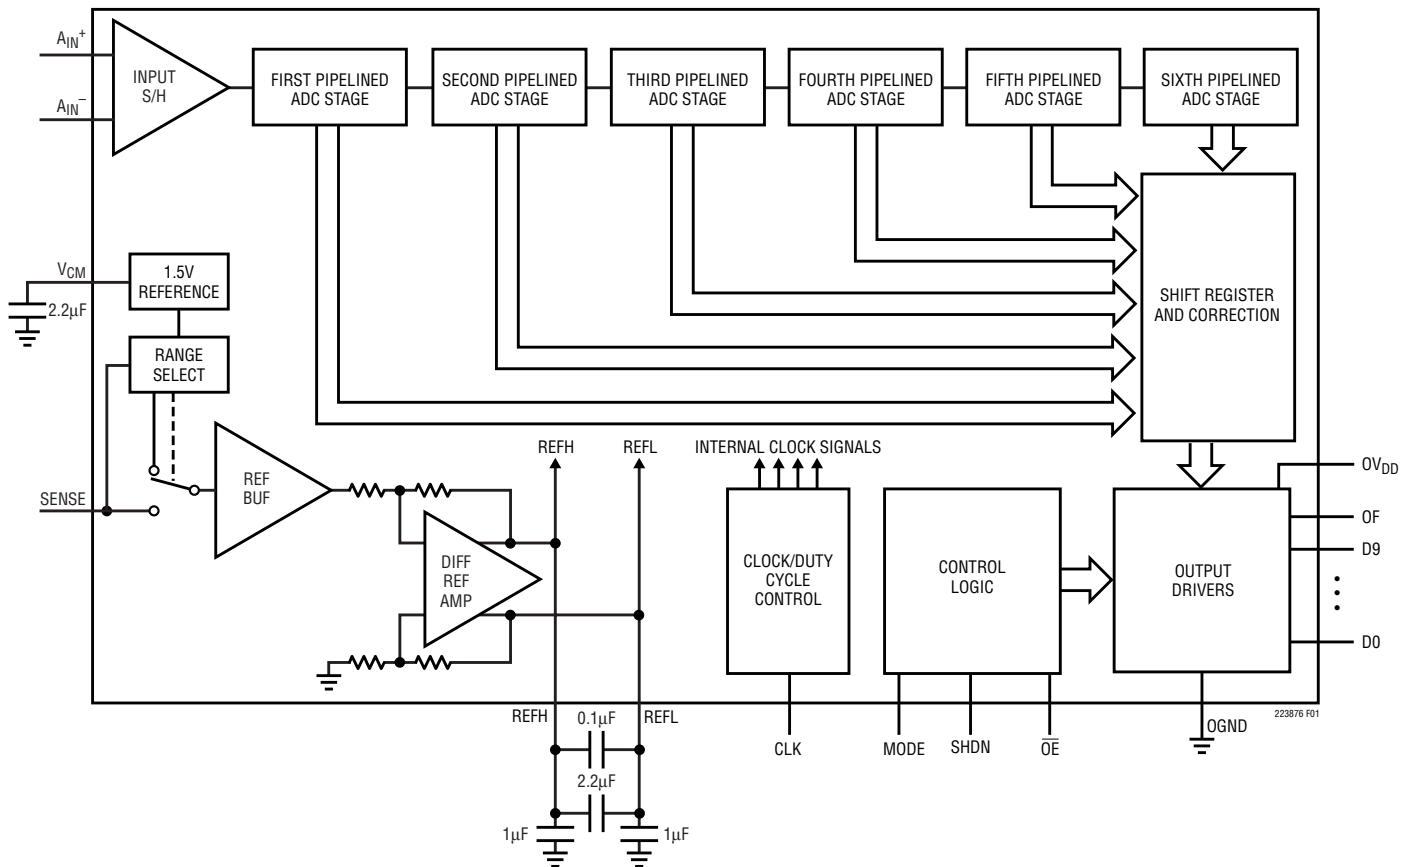 AIN+
AIN–
INPUT
S/H
FIRST PIPELINED
ADC STAGE
SECOND PIPELINED
ADC STAGE
THIRD PIPELINED
ADC STAGE
FOURTH PIPELINED
ADC STAGE
FIFTH PIPELINED
ADC STAGE
SIXTH PIPELINED
ADC STAGE
VCM
2.2µF
1.5V
REFERENCE
RANGE
SELECT
SHIFT REGISTER
AND CORRECTION
SENSE
REF
BUF
REFH
REFL
INTERNAL CLOCK SIGNALS
DIFF
REF
AMP
CLOCK/DUTY
CYCLE
CONTROL
CONTROL
LOGIC
OUTPUT
DRIVERS
OVDD
OF
D9
D0
REFH
0.1µF
REFL
2.2µF
1µF
1µF
CLK
MODE
SHDN
O̅E̅
OGND
223876 F01